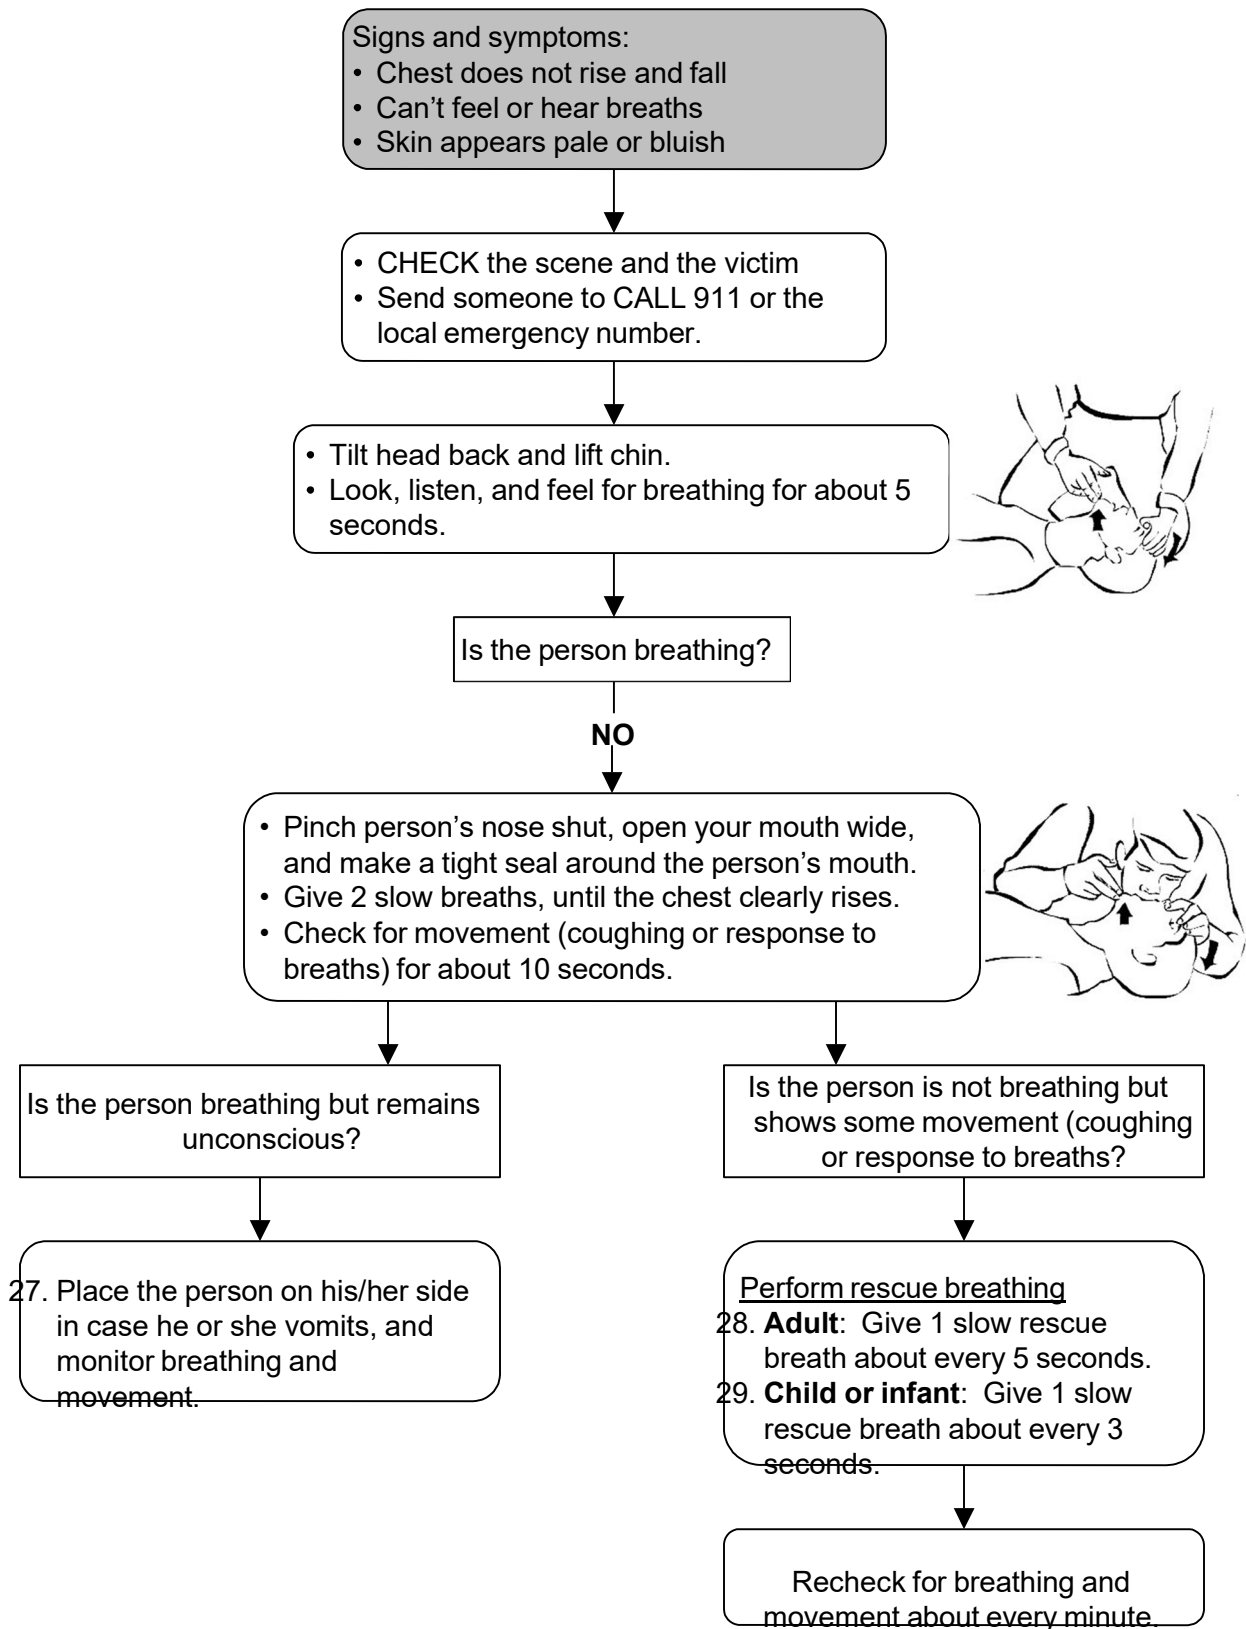 Signs and symptoms:
• Chest does not rise and fall
• Can’t feel or hear breaths
• Skin appears pale or bluish
• CHECK the scene and the victim
• Send someone to CALL 911 or the
local emergency number.
• Tilt head back and lift chin.
• Look, listen, and feel for breathing for about 5
seconds.
Is the person breathing?
NO
• Pinch person’s nose shut, open your mouth wide,
and make a tight seal around the person’s mouth.
• Give 2 slow breaths, until the chest clearly rises.
• Check for movement (coughing or response to
breaths) for about 10 seconds.
Is the person breathing but remains
unconscious?
27. Place the person on his/her side
in case he or she vomits, and
monitor breathing and
movement.
Is the person is not breathing but
shows some movement (coughing
or response to breaths?
Perform rescue breathing
28. Adult:  Give 1 slow rescue
breath about every 5 seconds.
29. Child or infant:  Give 1 slow
rescue breath about every 3
seconds.
Recheck for breathing and
movement about every minute.